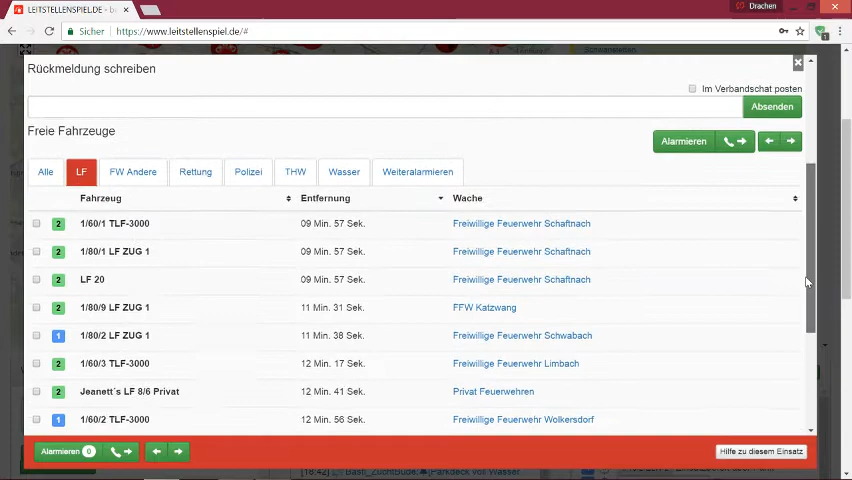 LEITSTELLENSPIEL.DE - ×
Drachen
Sicher https://www.leitstellenspiel.de/#
Schwanstetten
Rückmeldung schreiben
Im Verbandschat posten
Absenden
Freie Fahrzeuge
Alarmieren
Alle LF FW Andere Rettung Polizei THW Wasser Weiteralarmieren
Fahrzeug Entfernung Wache
2 1/60/1 TLF-3000 09 Min. 57 Sek. Freiwillige Feuerwehr Schaftnach
2 1/80/1 LF ZUG 1 09 Min. 57 Sek. Freiwillige Feuerwehr Schaftnach
2 LF 20 09 Min. 57 Sek. Freiwillige Feuerwehr Schaftnach
2 1/80/9 LF ZUG 1 11 Min. 31 Sek. FFW Katzwang
1 1/80/2 LF ZUG 1 11 Min. 38 Sek. Freiwillige Feuerwehr Schwabach
2 1/60/3 TLF-3000 12 Min. 17 Sek. Freiwillige Feuerwehr Limbach
2 Jeanett´s LF 8/6 Privat 12 Min. 41 Sek. Privat Feuerwehren
1 1/60/2 TLF-3000 12 Min. 56 Sek. Freiwillige Feuerwehr Wolkersdorf
Alarmieren 0
Hilfe zu diesem Einsatz